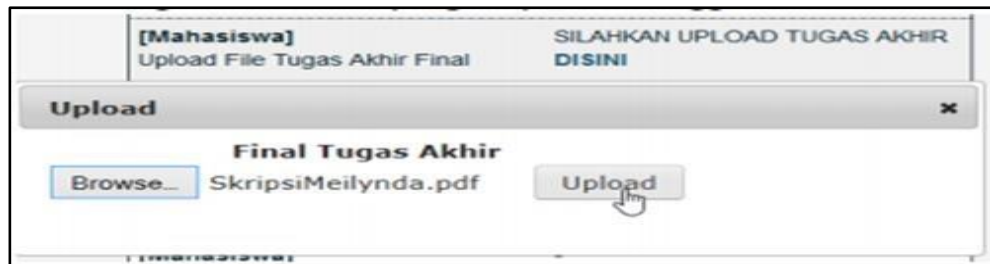 [Mahasiswa] SILAHKAN UPLOAD TUGAS AKHIR
Upload File Tugas Akhir Final DISINI
Upload ×
Final Tugas Akhir
Browse... SkripsiMeilynda.pdf Upload
[Mahasiswa]